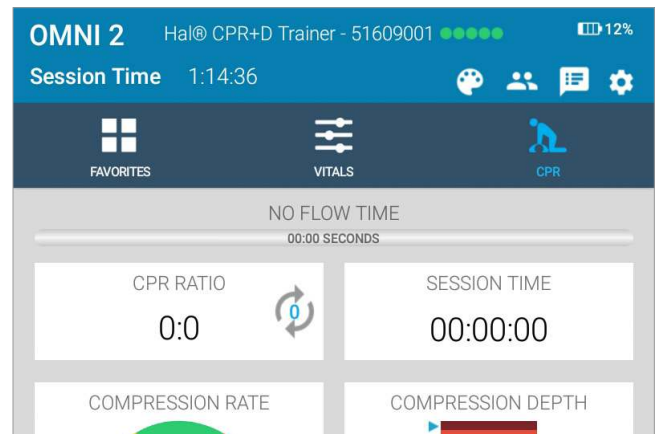 OMNI 2 Hal® CPR+D Trainer - 51609001 12%
Session Time 1:14:36
FAVORITES VITALS CPR
NO FLOW TIME
00:00 SECONDS
CPR RATIO SESSION TIME
0:0 0 00:00:00
COMPRESSION RATE COMPRESSION DEPTH